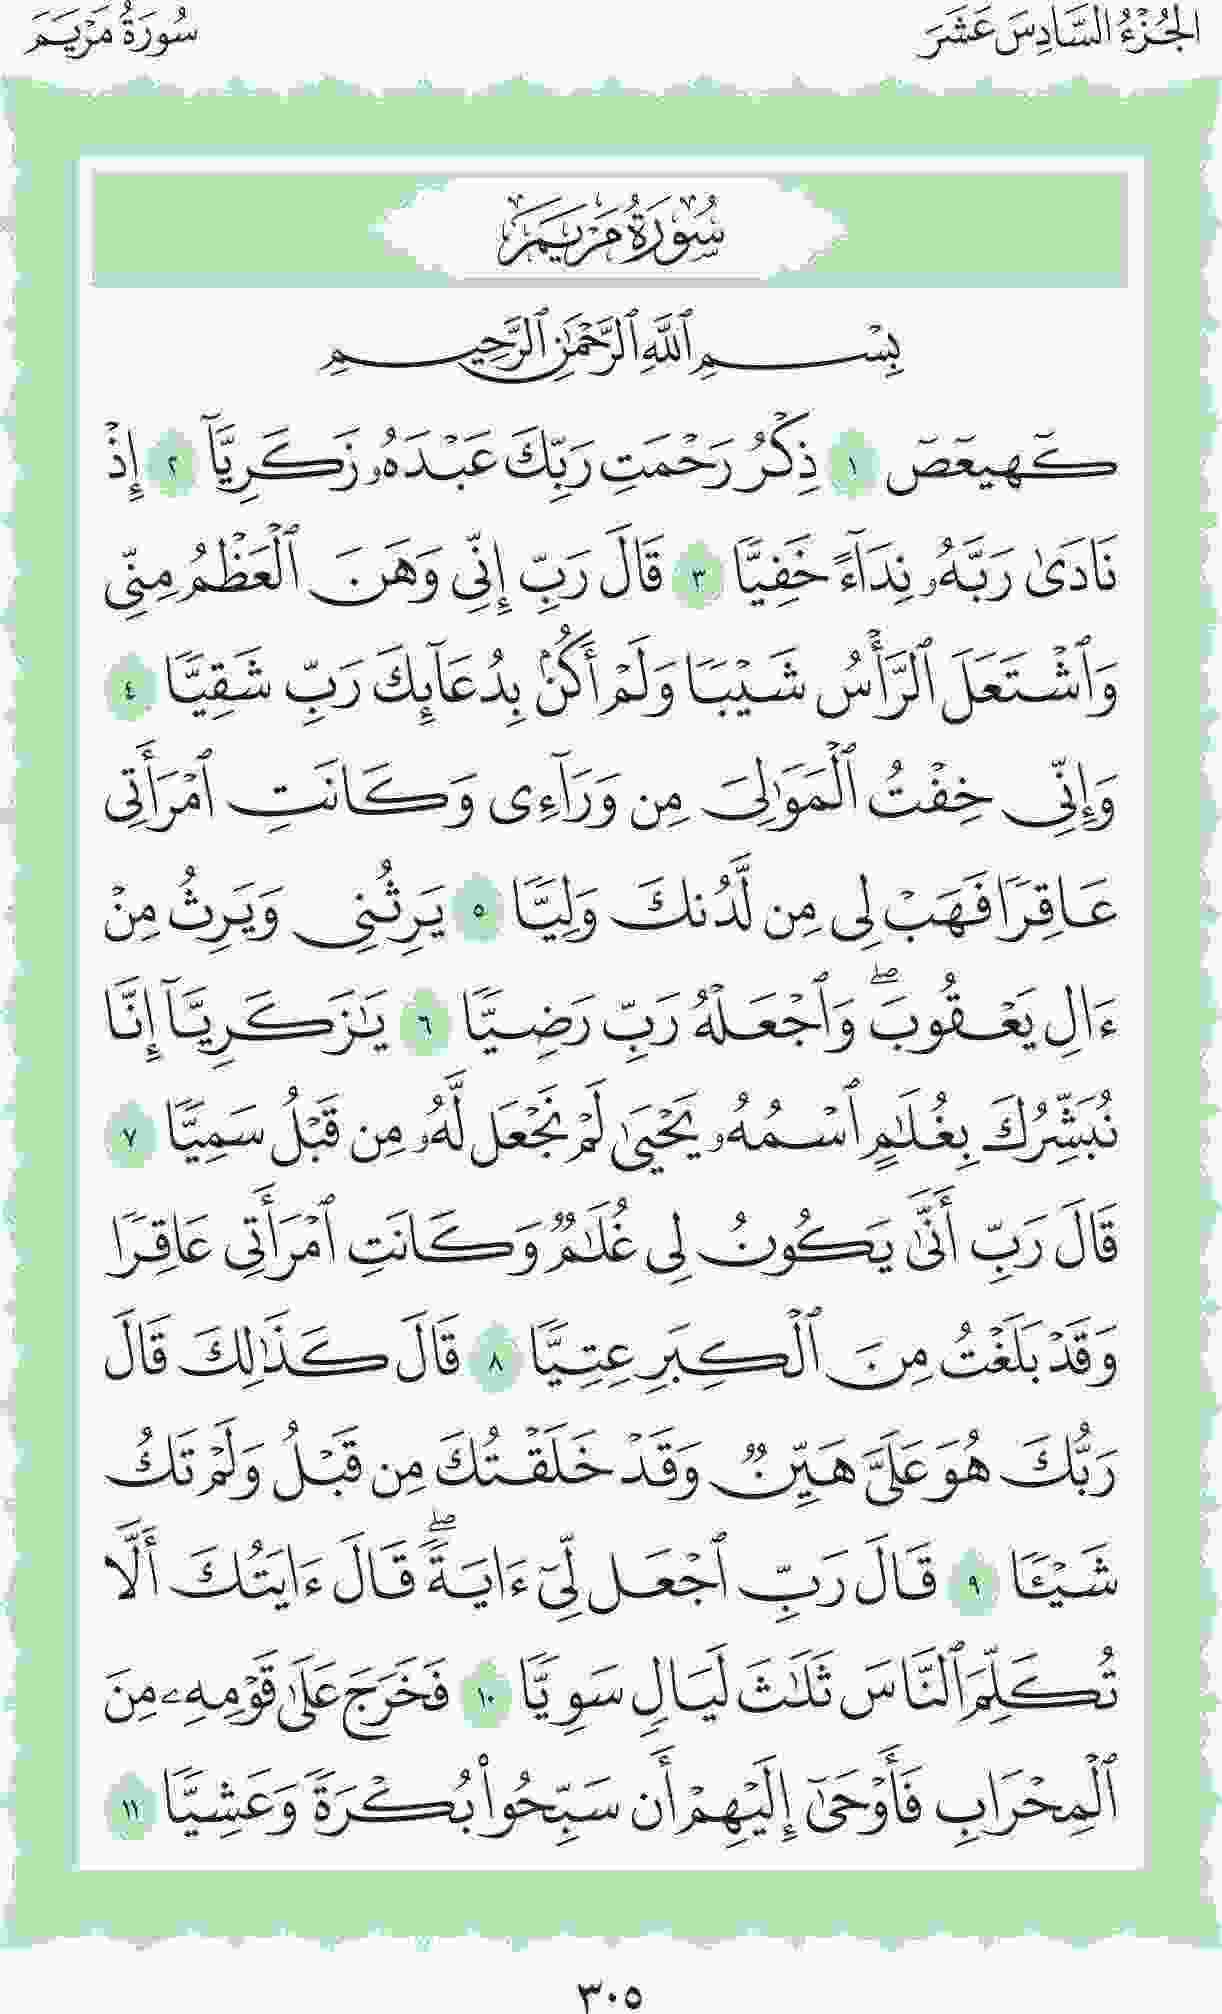 الجُزْءُ السَّادِسَ عَشَرَ
سُورَةُ مَرْيَمَ
سُورَةُ مَرْيَمَ
بِسْمِ ٱللَّهِ ٱلرَّحْمَٰنِ ٱلرَّحِيمِ
كٓهيعٓصٓ ١ ذِكْرُ رَحْمَتِ رَبِّكَ عَبْدَهُۥ زَكَرِيَّآ ٢ إِذْ
نَادَىٰ رَبَّهُۥ نِدَآءً خَفِيًّا ٣ قَالَ رَبِّ إِنِّى وَهَنَ ٱلْعَظْمُ مِنِّى
وَٱشْتَعَلَ ٱلرَّأْسُ شَيْبًا وَلَمْ أَكُنۢ بِدُعَآئِكَ رَبِّ شَقِيًّا ٤
وَإِنِّى خِفْتُ ٱلْمَوَٰلِىَ مِن وَرَآءِى وَكَانَتِ ٱمْرَأَتِى
عَاقِرًا فَهَبْ لِى مِن لَّدُنكَ وَلِيًّا ٥ يَرِثُنِى وَيَرِثُ مِنْ
ءَالِ يَعْقُوبَ ۖ وَٱجْعَلْهُ رَبِّ رَضِيًّا ٦ يَٰزَكَرِيَّآ إِنَّا
نُبَشِّرُكَ بِغُلَٰمٍ ٱسْمُهُۥ يَحْيَىٰ لَمْ نَجْعَل لَّهُۥ مِن قَبْلُ سَمِيًّا ٧
قَالَ رَبِّ أَنَّىٰ يَكُونُ لِى غُلَٰمٌ وَكَانَتِ ٱمْرَأَتِى عَاقِرًا
وَقَدْ بَلَغْتُ مِنَ ٱلْكِبَرِ عِتِيًّا ٨ قَالَ كَذَٰلِكَ قَالَ
رَبُّكَ هُوَ عَلَىَّ هَيِّنٌ وَقَدْ خَلَقْتُكَ مِن قَبْلُ وَلَمْ تَكُ
شَيْـًٔا ٩ قَالَ رَبِّ ٱجْعَل لِّىٓ ءَايَةً ۚ قَالَ ءَايَتُكَ أَلَّا
تُكَلِّمَ ٱلنَّاسَ ثَلَٰثَ لَيَالٍ سَوِيًّا ١٠ فَخَرَجَ عَلَىٰ قَوْمِهِۦ مِنَ
ٱلْمِحْرَابِ فَأَوْحَىٰٓ إِلَيْهِمْ أَن سَبِّحُوا۟ بُكْرَةً وَعَشِيًّا ١١
٣٠٥